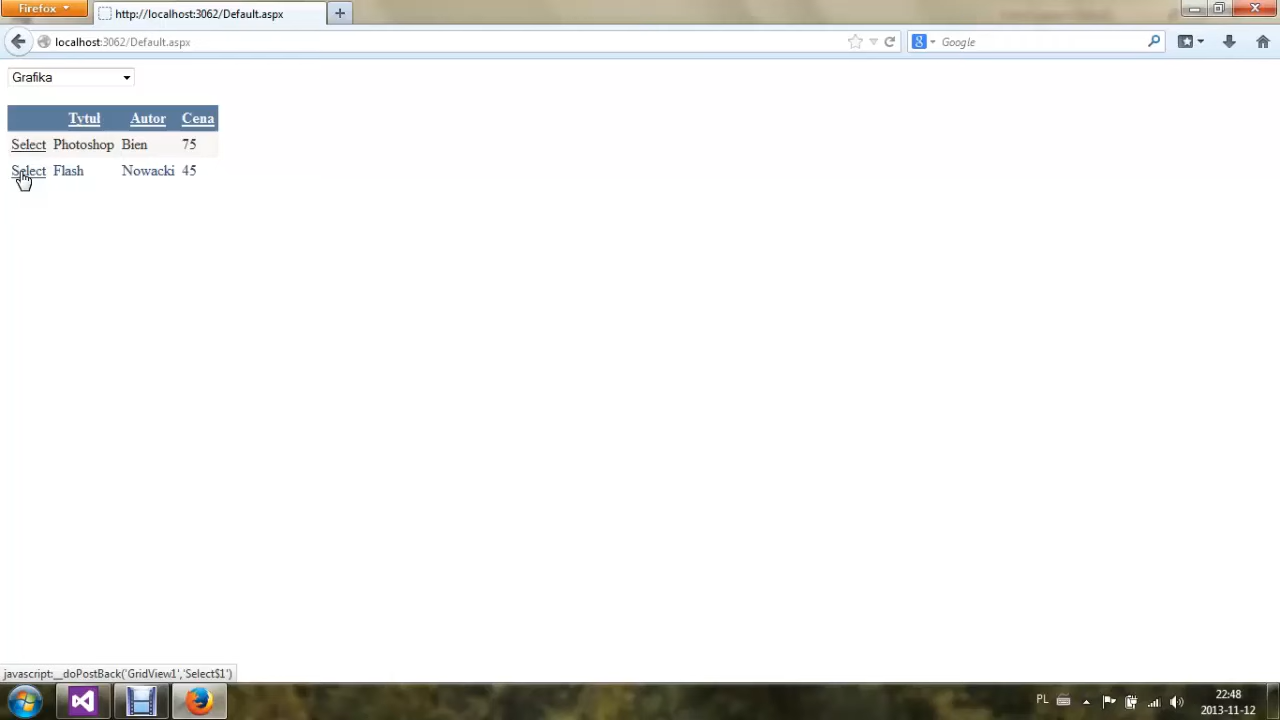 Firefox
http://localhost:3062/Default.aspx
localhost:3062/Default.aspx
Google
Grafika
Tytul Autor Cena
Select Photoshop Bien 75
Select Flash Nowacki 45
javascript:__doPostBack('GridView1','Select$1')
PL
22:48
2013-11-12